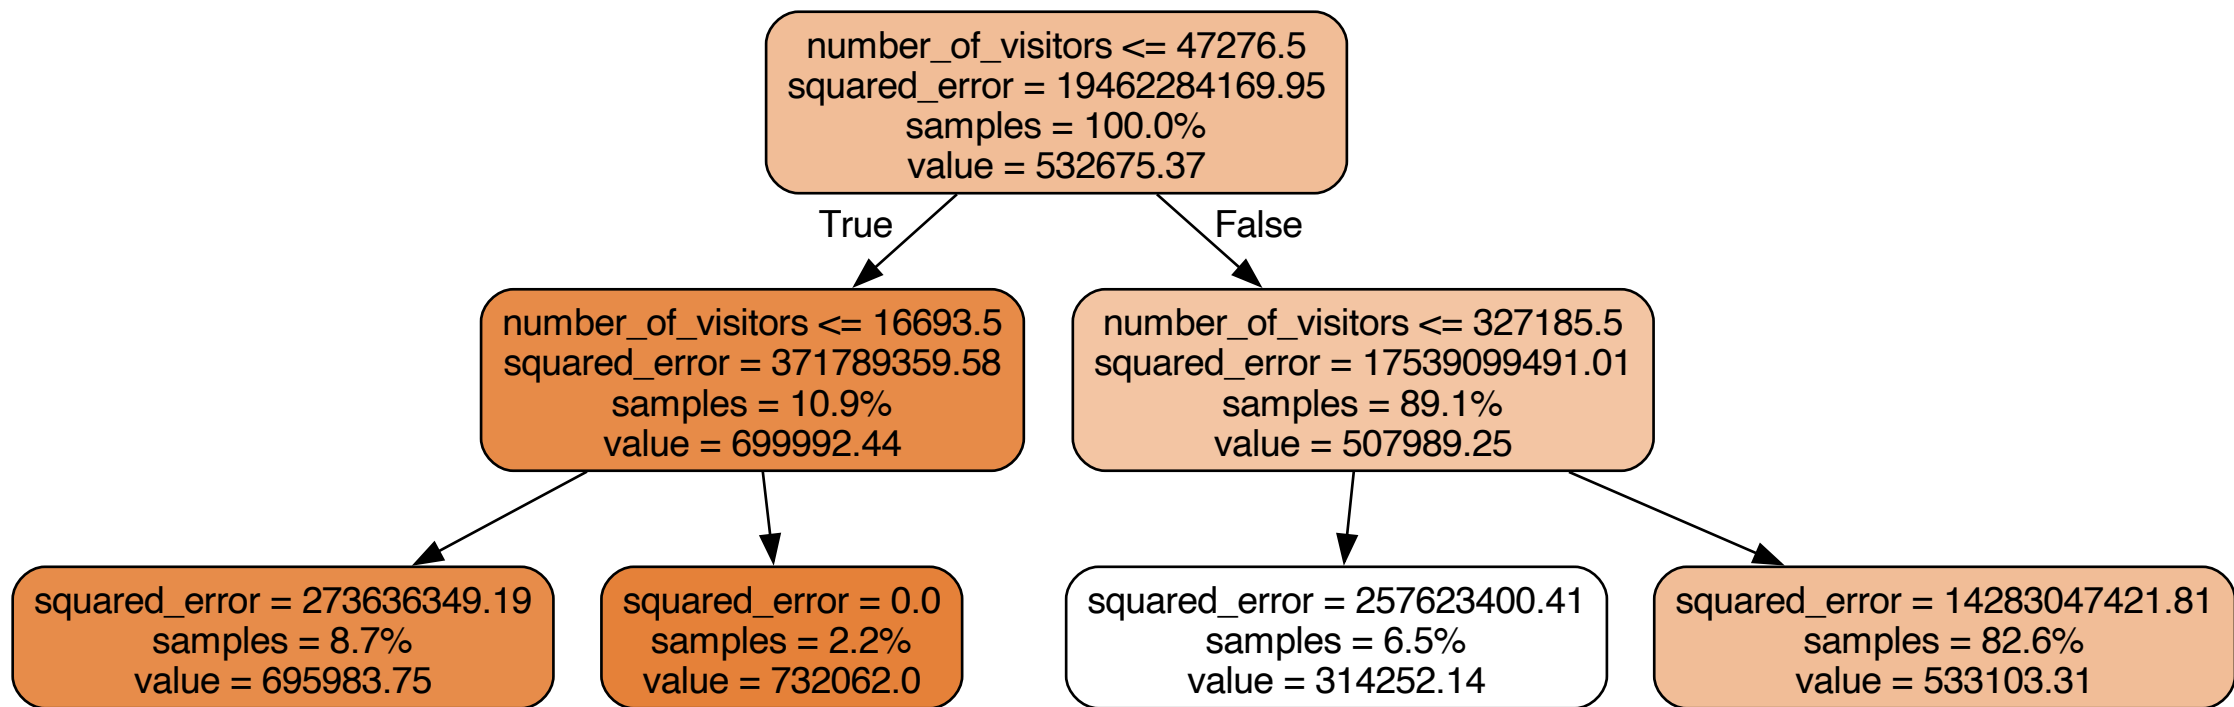 number_of_visitors <= 47276.5
squared_error = 19462284169.95
samples = 100.0%
value = 532675.37
True
False
number_of_visitors <= 16693.5
squared_error = 371789359.58
samples = 10.9%
value = 699992.44
number_of_visitors <= 327185.5
squared_error = 17539099491.01
samples = 89.1%
value = 507989.25
squared_error = 273636349.19
samples = 8.7%
value = 695983.75
squared_error = 0.0
samples = 2.2%
value = 732062.0
squared_error = 257623400.41
samples = 6.5%
value = 314252.14
squared_error = 14283047421.81
samples = 82.6%
value = 533103.31